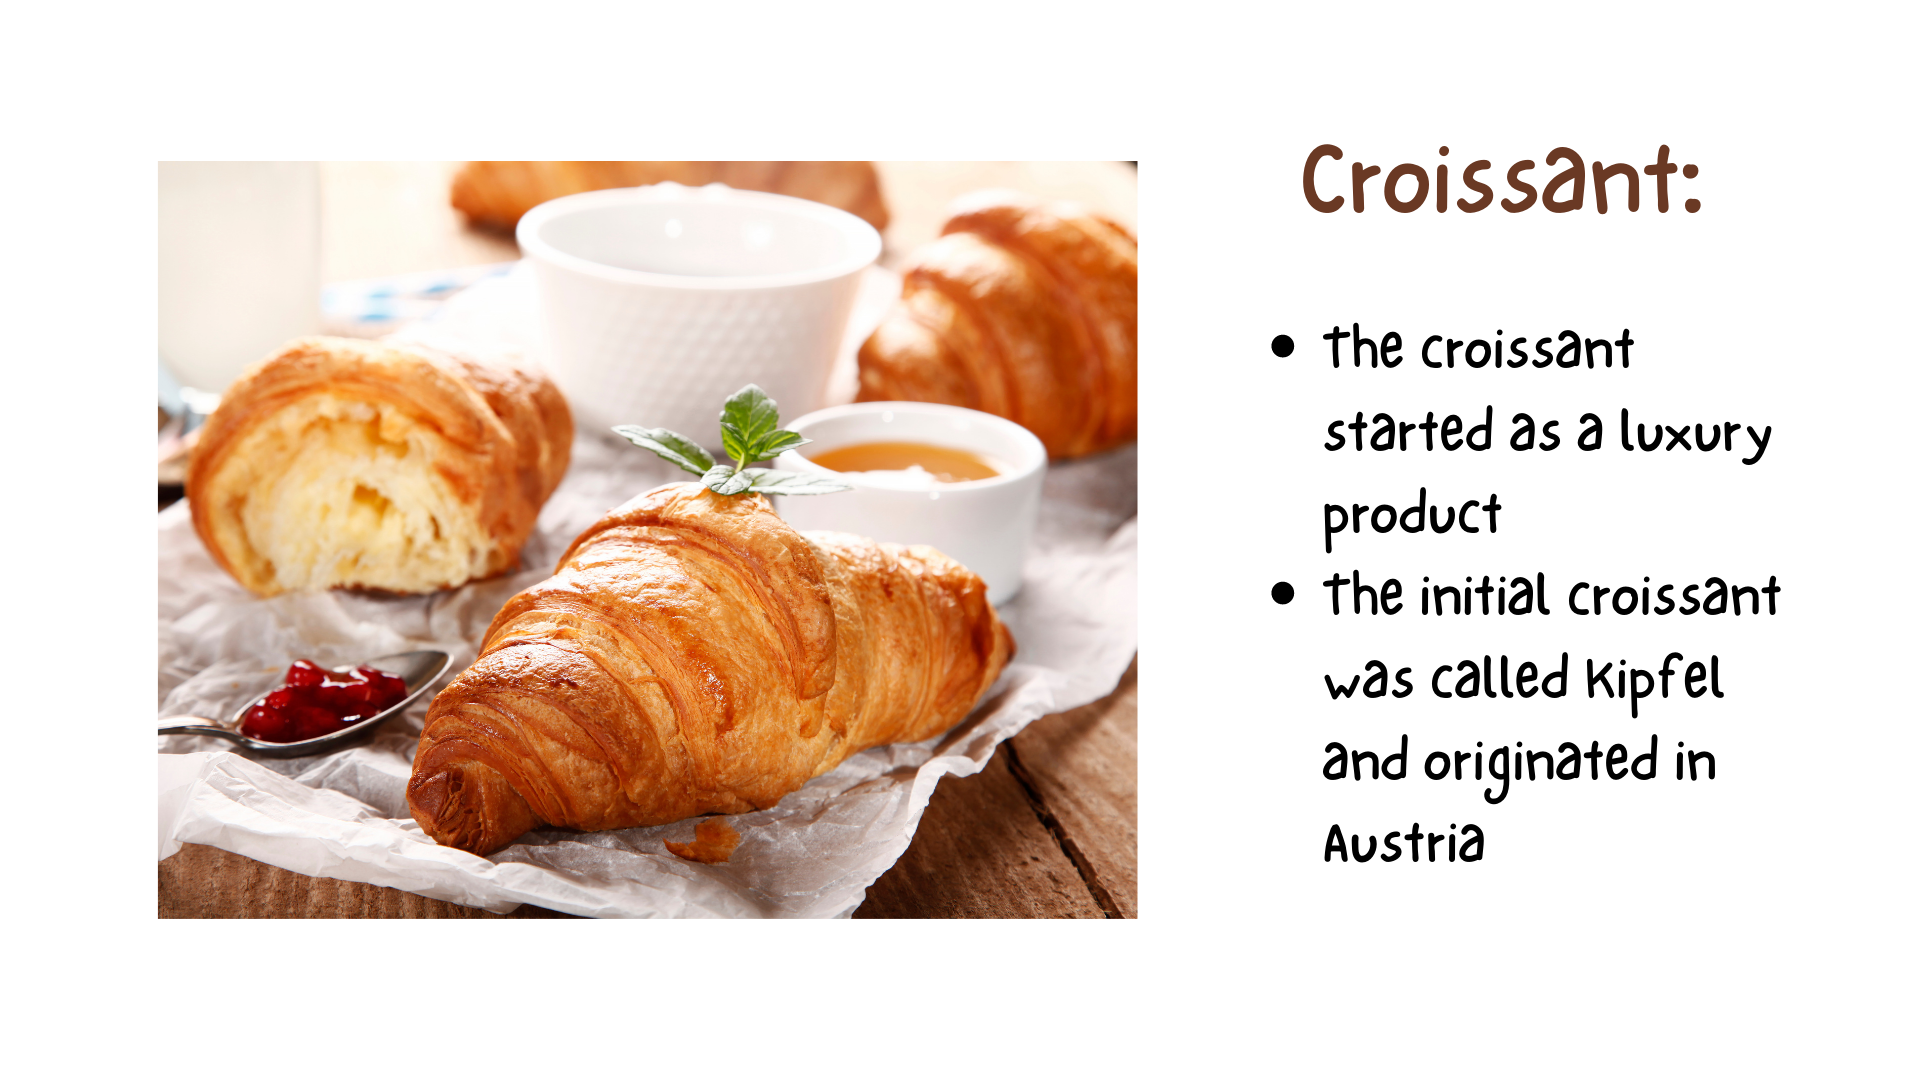 Croissant:
• The croissant
started as a luxury
product
• The initial croissant
was called Kipfel
and originated in
Austria